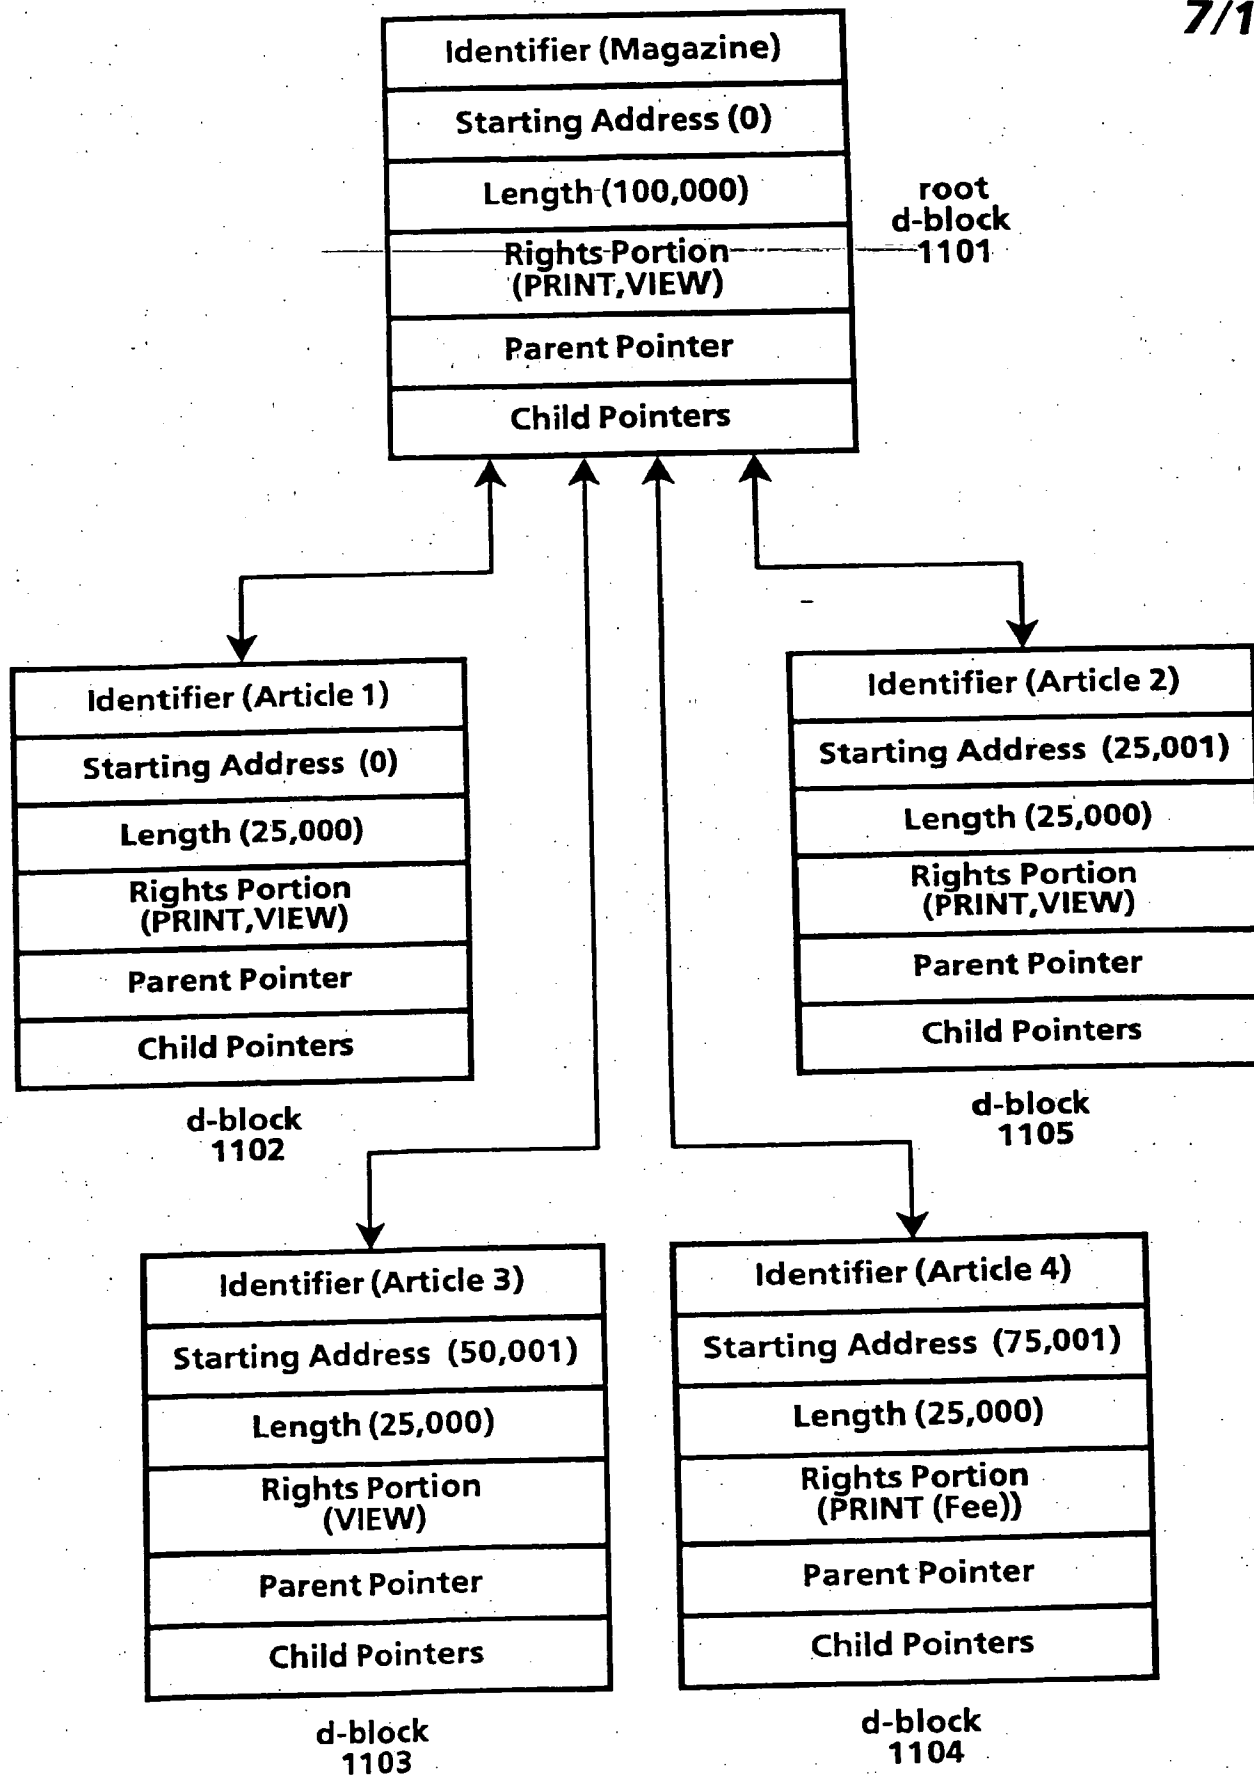 7/1
Identifier (Magazine)
Starting Address (0)
Length (100,000)
Rights Portion
(PRINT,VIEW)
Parent Pointer
Child Pointers
root
d-block
1101
Identifier (Article 1)
Starting Address (0)
Length (25,000)
Rights Portion
(PRINT,VIEW)
Parent Pointer
Child Pointers
d-block
1102
Identifier (Article 2)
Starting Address (25,001)
Length (25,000)
Rights Portion
(PRINT,VIEW)
Parent Pointer
Child Pointers
d-block
1105
Identifier (Article 3)
Starting Address (50,001)
Length (25,000)
Rights Portion
(VIEW)
Parent Pointer
Child Pointers
d-block
1103
Identifier (Article 4)
Starting Address (75,001)
Length (25,000)
Rights Portion
(PRINT (Fee))
Parent Pointer
Child Pointers
d-block
1104